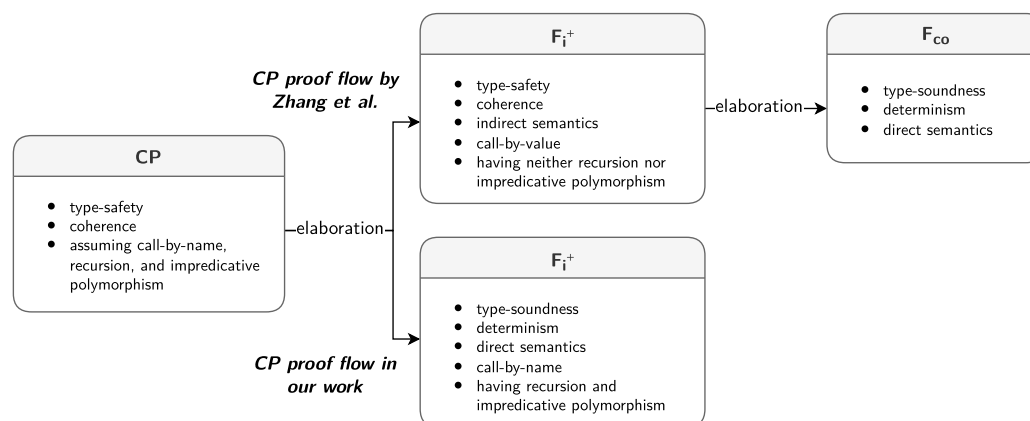 CP
• type-safety
• coherence
• assuming call-by-name,
recursion, and impredicative
polymorphism
elaboration
CP proof flow by
Zhang et al.
Fi+
• type-safety
• coherence
• indirect semantics
• call-by-value
• having neither recursion nor
impredicative polymorphism
elaboration
Fco
• type-soundness
• determinism
• direct semantics
CP proof flow in
our work
Fi+
• type-soundness
• determinism
• direct semantics
• call-by-name
• having recursion and
impredicative polymorphism